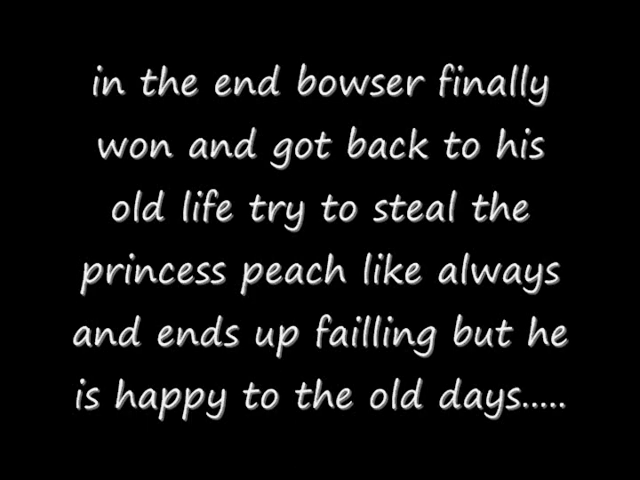 in the end bowser finally
won and got back to his
old life try to steal the
princess peach like always
and ends up failling but he
is happy to the old days.....